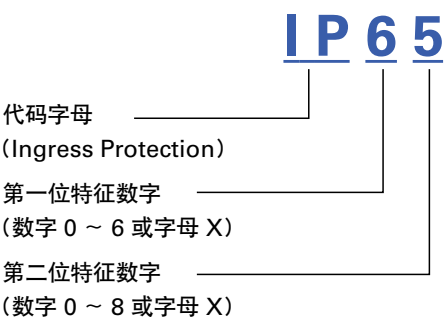 IP65
代码字母
（Ingress Protection）
第一位特征数字
（数字 0 ~ 6 或字母 X）
第二位特征数字
（数字 0 ~ 8 或字母 X）